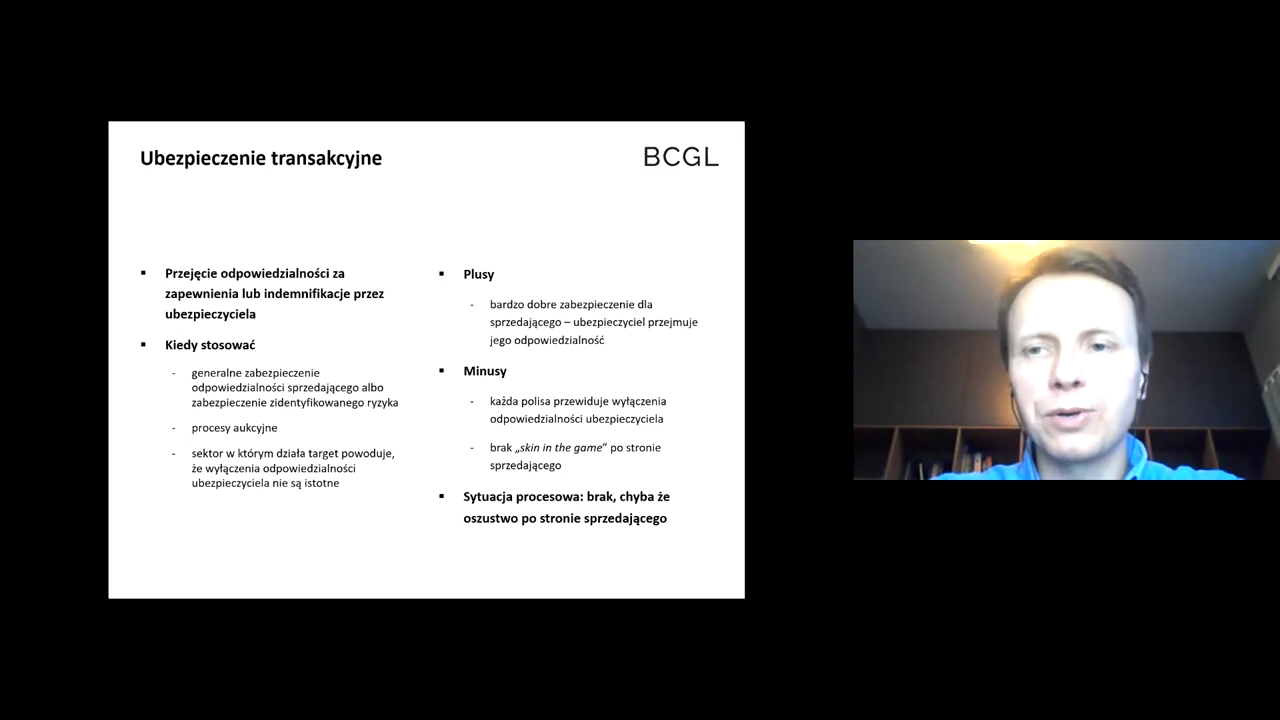 Ubezpieczenie transakcyjne
BCGL
▪ Przejęcie odpowiedzialności za
zapewnienia lub indemnifikacje przez
ubezpieczyciela
▪ Kiedy stosować
- generalne zabezpieczenie
odpowiedzialności sprzedającego albo
zabezpieczenie zidentyfikowanego ryzyka
- procesy aukcyjne
- sektor w którym działa target powoduje,
że wyłączenia odpowiedzialności
ubezpieczyciela nie są istotne
▪ Plusy
- bardzo dobre zabezpieczenie dla
sprzedającego – ubezpieczyciel przejmuje
jego odpowiedzialność
▪ Minusy
- każda polisa przewiduje wyłączenia
odpowiedzialności ubezpieczyciela
- brak „skin in the game” po stronie
sprzedającego
▪ Sytuacja procesowa: brak, chyba że
oszustwo po stronie sprzedającego